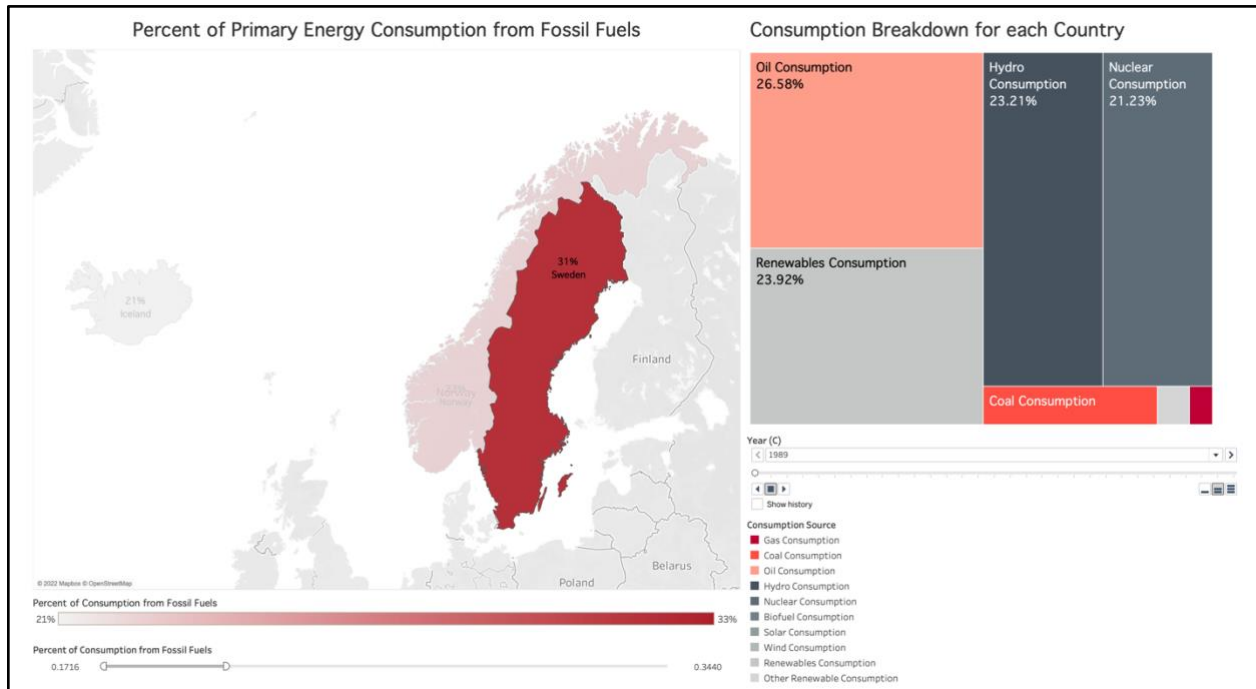 Percent of Primary Energy Consumption from Fossil Fuels
31%
Sweden
21%
Iceland
Norway
Norway
Finland
Poland
Belarus
© 2022 Mapbox © OpenStreetMap
Percent of Consumption from Fossil Fuels
21%
33%
Percent of Consumption from Fossil Fuels
0.1716
0.3440
Consumption Breakdown for each Country
Oil Consumption
26.58%
Renewables Consumption
23.92%
Hydro
Consumption
23.21%
Nuclear
Consumption
21.23%
Coal Consumption
Year (C)
1989
Show history
Consumption Source
Gas Consumption
Coal Consumption
Oil Consumption
Hydro Consumption
Nuclear Consumption
Biofuel Consumption
Solar Consumption
Wind Consumption
Renewables Consumption
Other Renewable Consumption